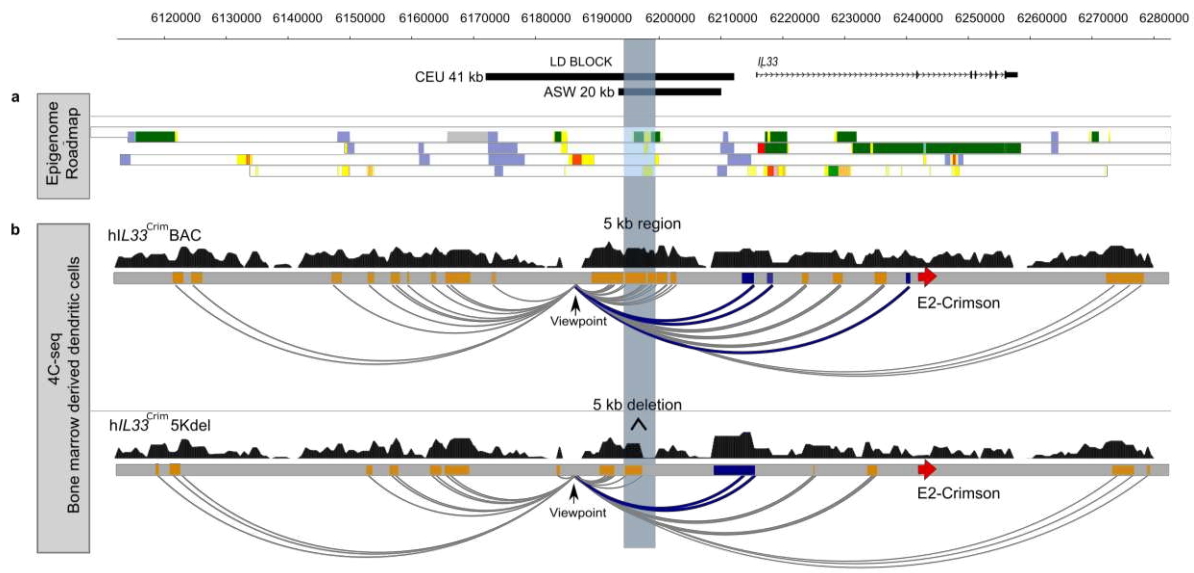 6120000 6130000 6140000 6150000 6160000 6170000 6180000 6190000 6200000 6210000 6220000 6230000 6240000 6250000 6260000 6270000 6280000
LD BLOCK
IL33
CEU 41 kb
ASW 20 kb
a
Epigenome
Roadmap
b
4C-seq
Bone marrow derived dendritic cells
5 kb region
hIL33CrimBAC
E2-Crimson
Viewpoint
5 kb deletion
hIL33Crim5Kdel
E2-Crimson
Viewpoint